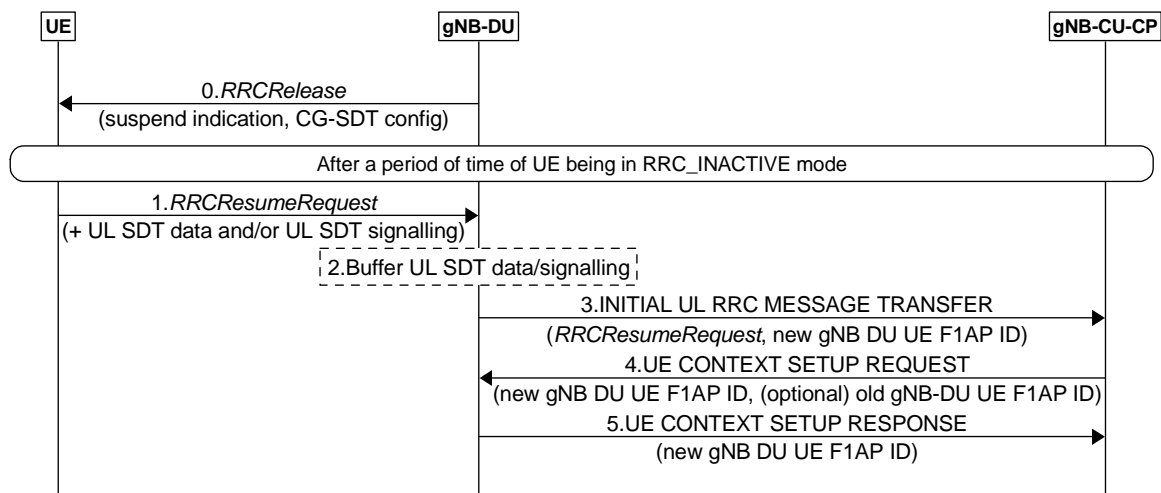 UE gNB-DU gNB-CU-CP
0.RRCRelease
(suspend indication, CG-SDT config)
After a period of time of UE being in RRC_INACTIVE mode
1.RRCResumeRequest
(+ UL SDT data and/or UL SDT signalling)
2.Buffer UL SDT data/signalling
3.INITIAL UL RRC MESSAGE TRANSFER
(RRCResumeRequest, new gNB DU UE F1AP ID)
4.UE CONTEXT SETUP REQUEST
(new gNB DU UE F1AP ID, (optional) old gNB-DU UE F1AP ID)
5.UE CONTEXT SETUP RESPONSE
(new gNB DU UE F1AP ID)